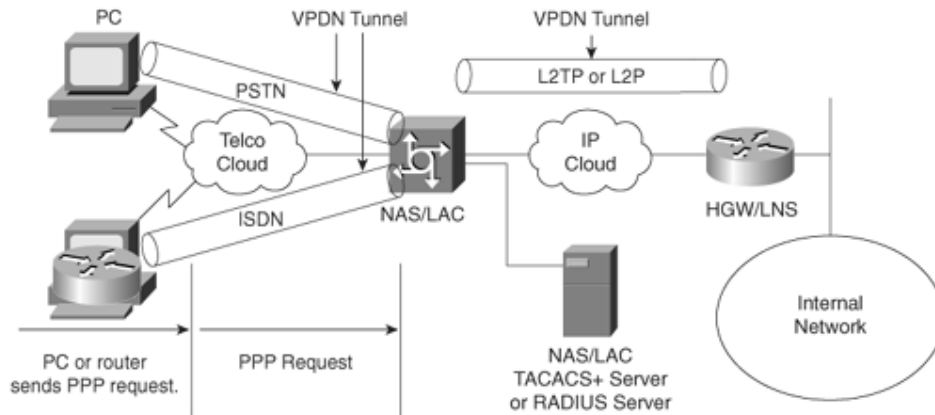 PC
VPDN Tunnel
VPDN Tunnel
L2TP or L2P
PSTN
Telco
Cloud
IP
Cloud
ISDN
NAS/LAC
HGW/LNS
Internal
Network
PC or router
sends PPP request.
PPP Request
NAS/LAC
TACACS+ Server
or RADIUS Server